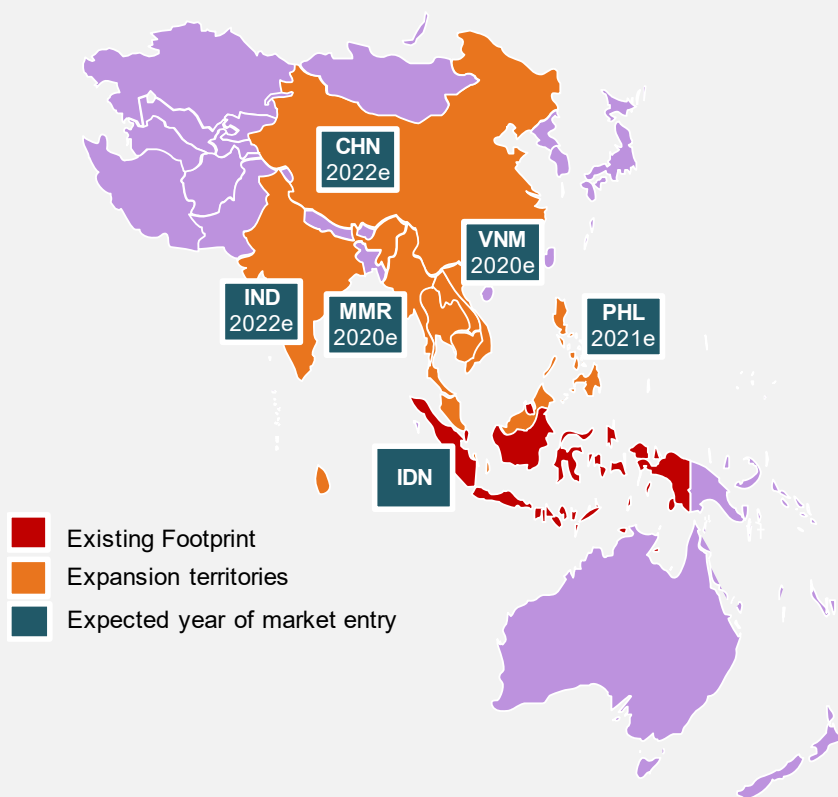 CHN
2022e
VNM
2020e
IND
2022e
MMR
2020e
PHL
2021e
IDN
Existing Footprint
Expansion territories
Expected year of market entry